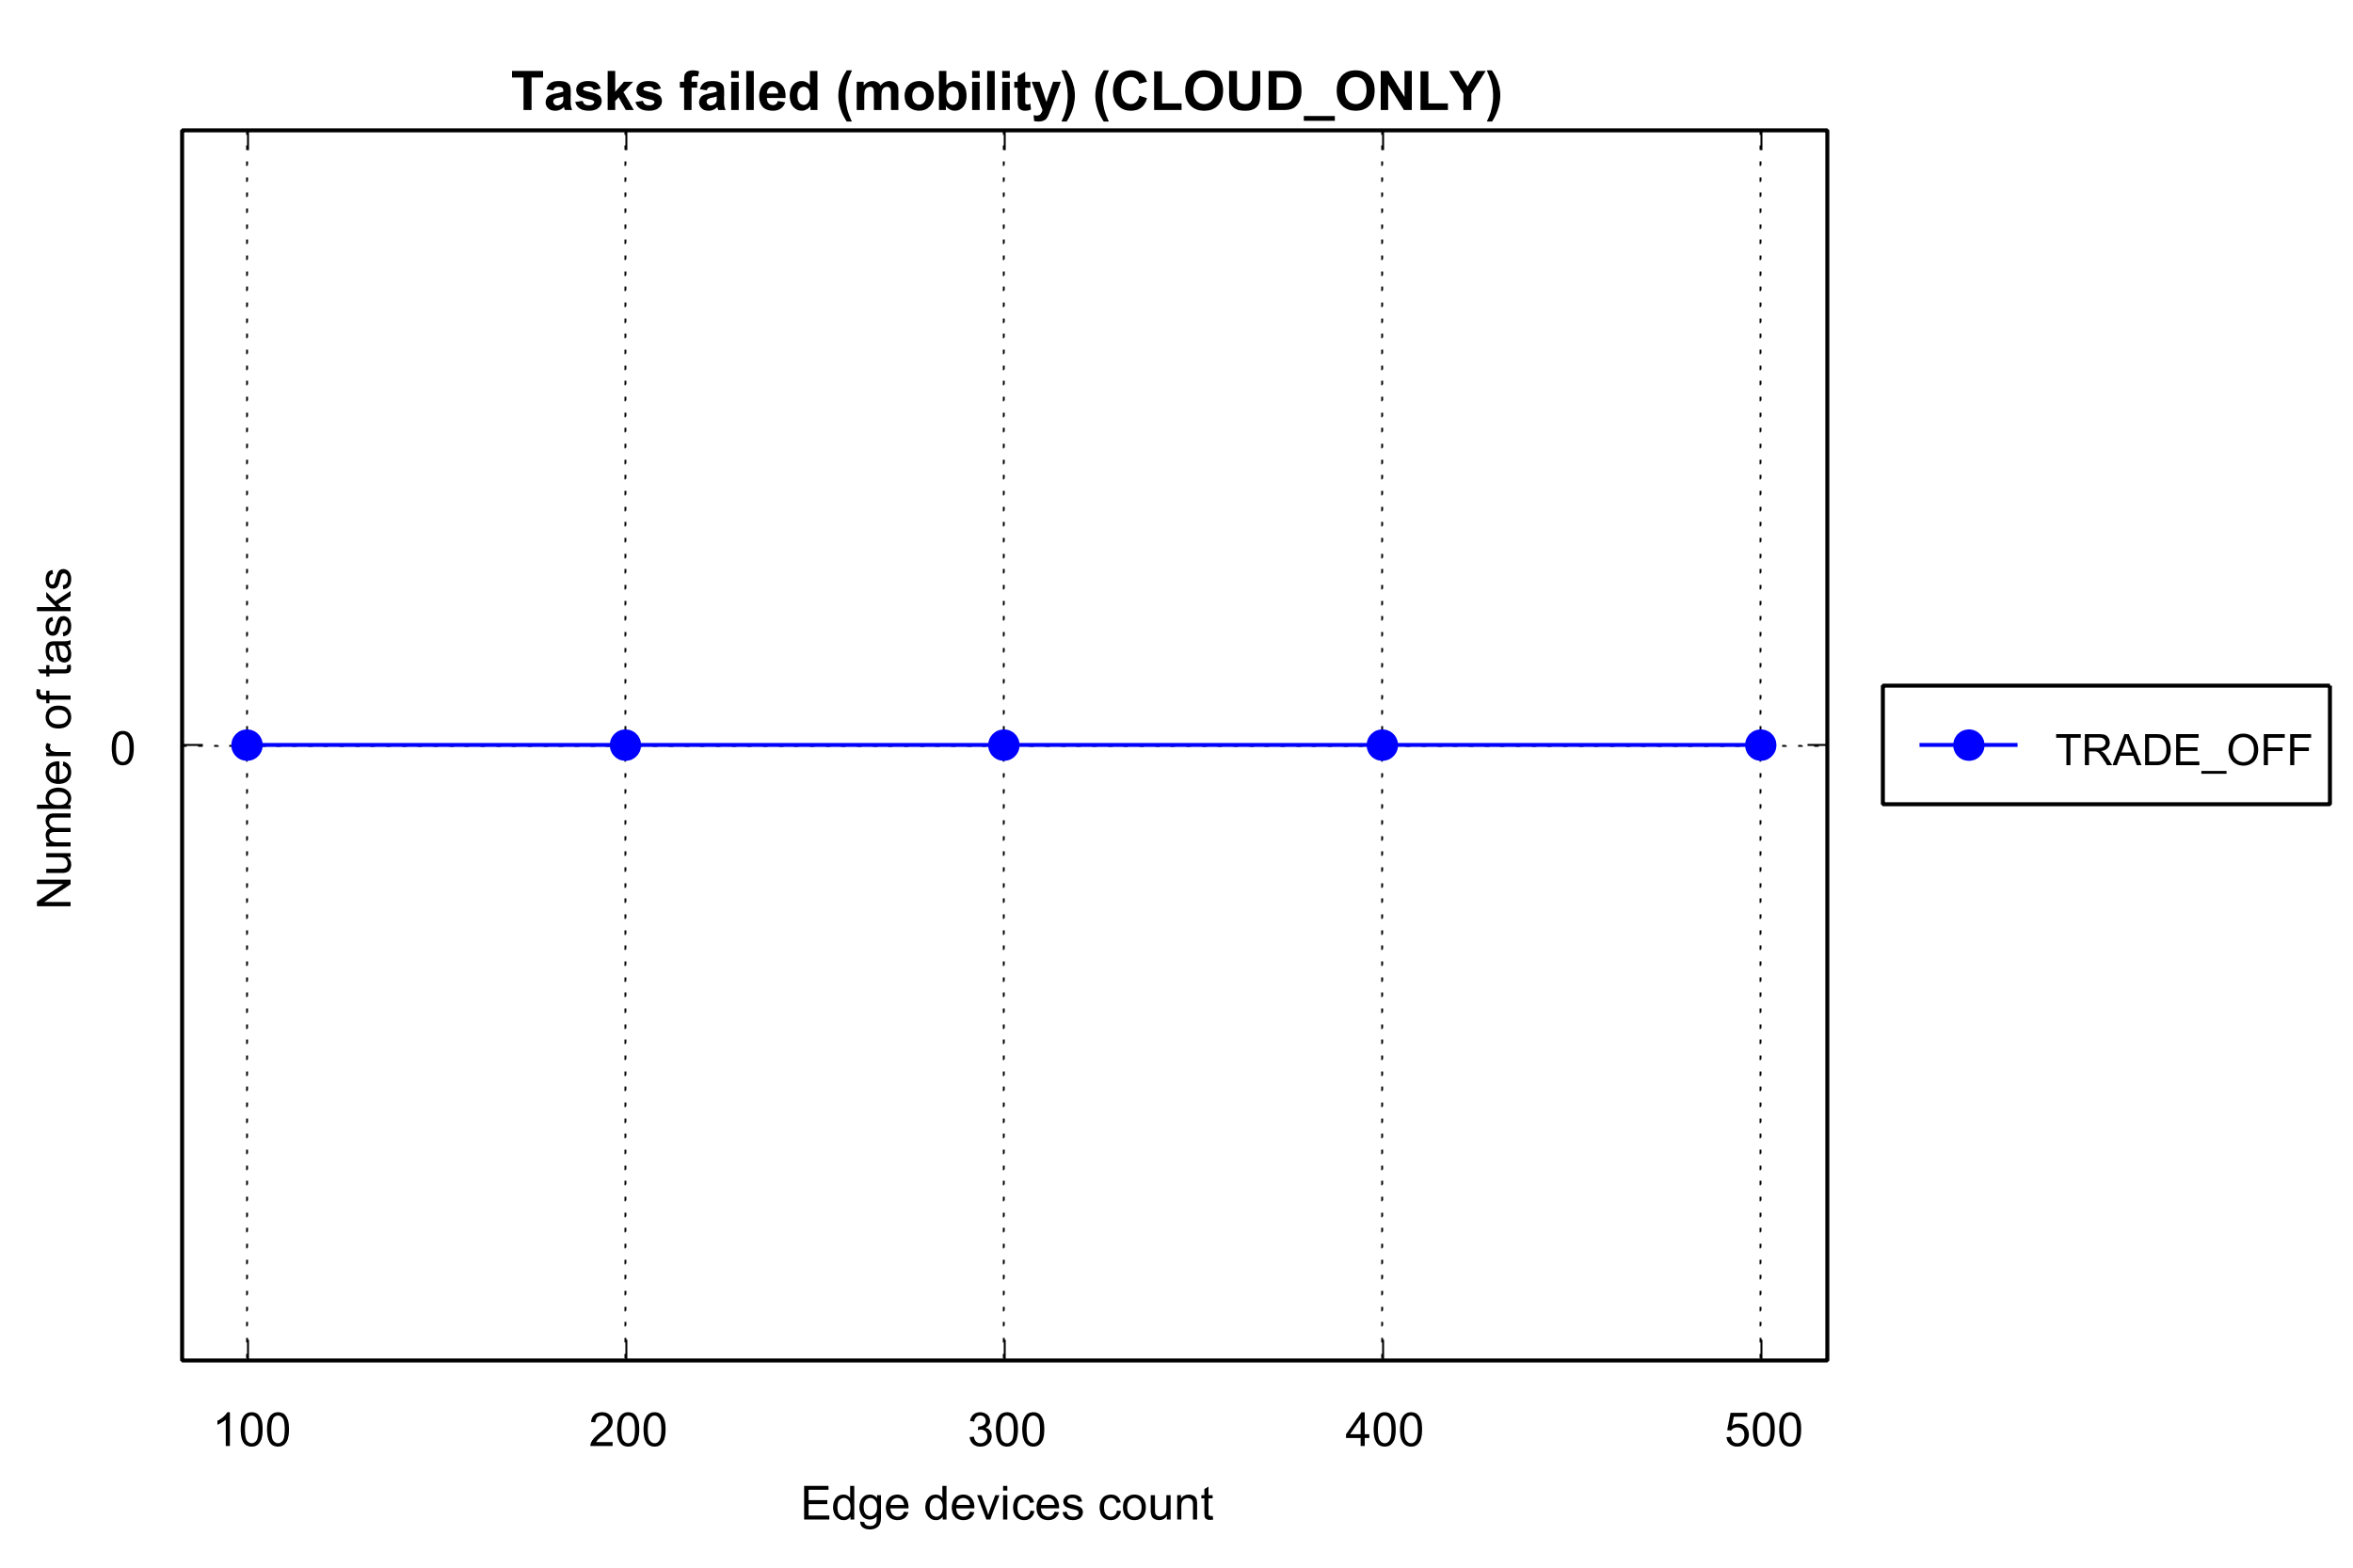 Tasks failed (mobility) (CLOUD_ONLY)
Number of tasks
0
TRADE_OFF
100 200 300 400 500
Edge devices count